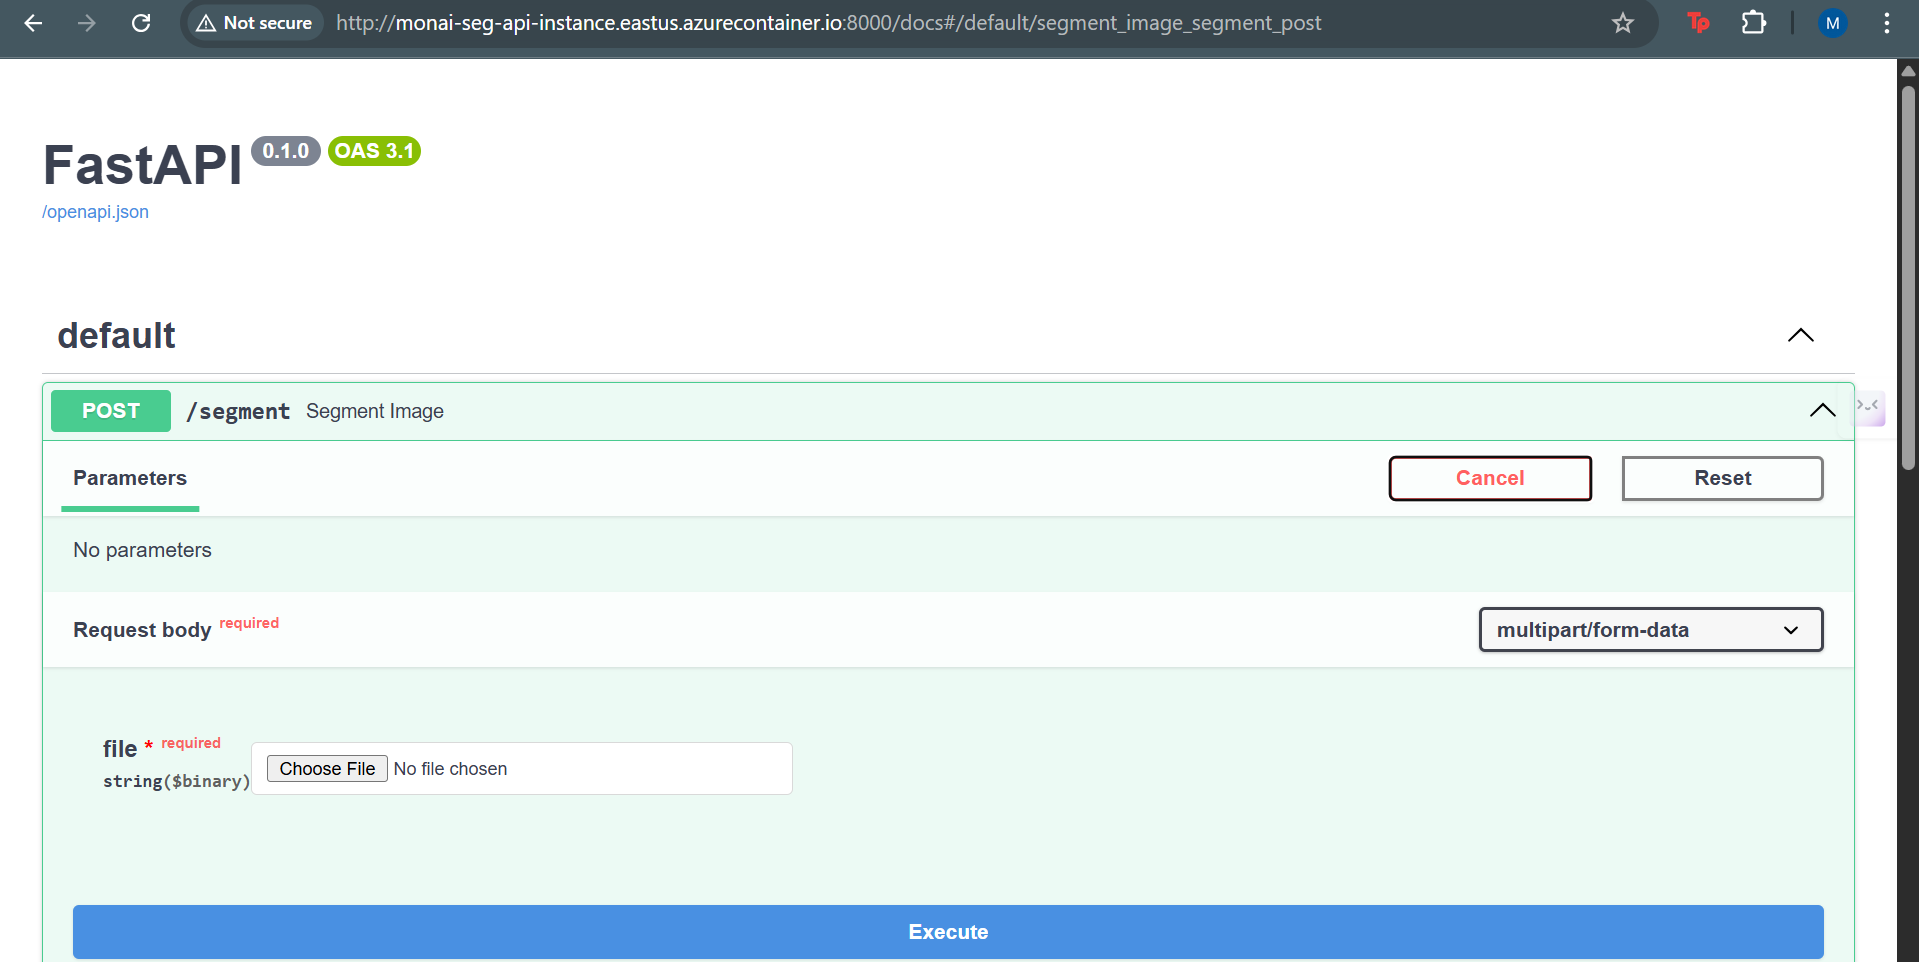 Not secure http://monai-seg-api-instance.eastus.azurecontainer.io:8000/docs#/default/segment_image_segment_post Tp M
FastAPI 0.1.0 OAS 3.1
/openapi.json
default
POST /segment Segment Image
Parameters Cancel Reset
No parameters
Request body required multipart/form-data
file * required
string($binary) Choose File No file chosen
Execute